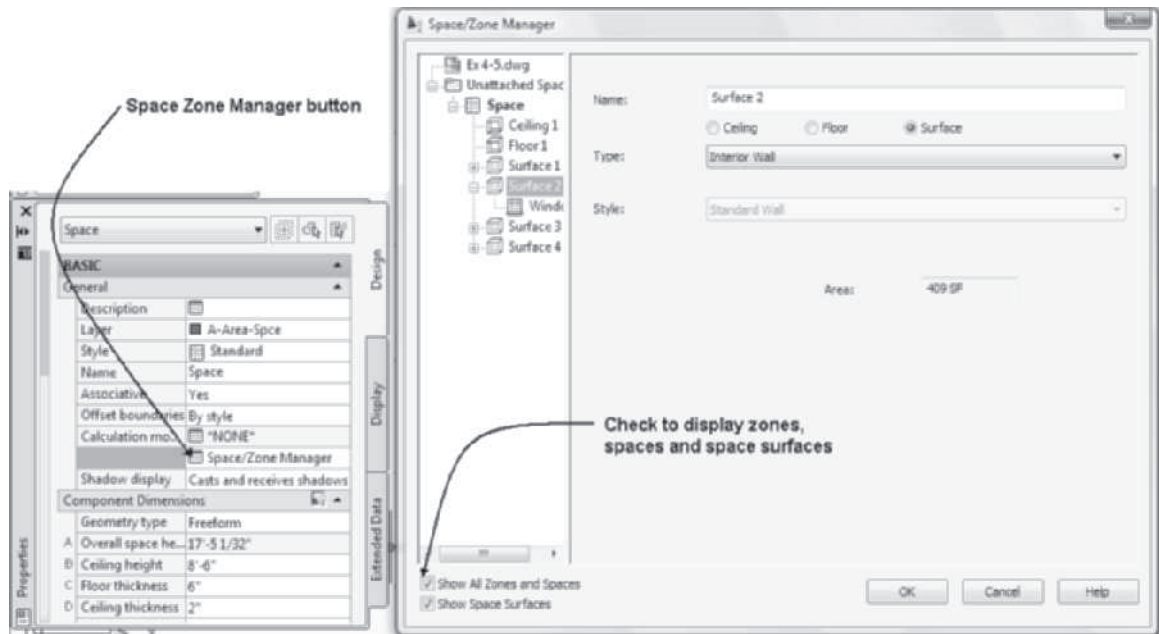 Space/Zone Manager
Ex 4-5.dwg
Unattached Spac
Space
Ceiling 1
Floor 1
Surface 1
Surface 2
Windo
Surface 3
Surface 4
Name:
Surface 2
Ceiling
Floor
Surface
Type:
Interior Wall
Style:
Standard Wall
Area:
409 SF
Show All Zones and Spaces
Show Space Surfaces
OK
Cancel
Help
Space Zone Manager button
Check to display zones,
spaces and space surfaces
Space
BASIC
General
Description
Layer
A-Area-Spce
Style
Standard
Name
Space
Associative
Yes
Offset boundaries
By style
Calculation mo...
*NONE*
Space/Zone Manager
Shadow display
Casts and receives shadows
Component Dimensions
Geometry type
Freeform
A Overall space he...
17'-5 1/32"
B Ceiling height
8'-6"
C Floor thickness
6"
D Ceiling thickness
2"
Design
Display
Extended Data
Properties